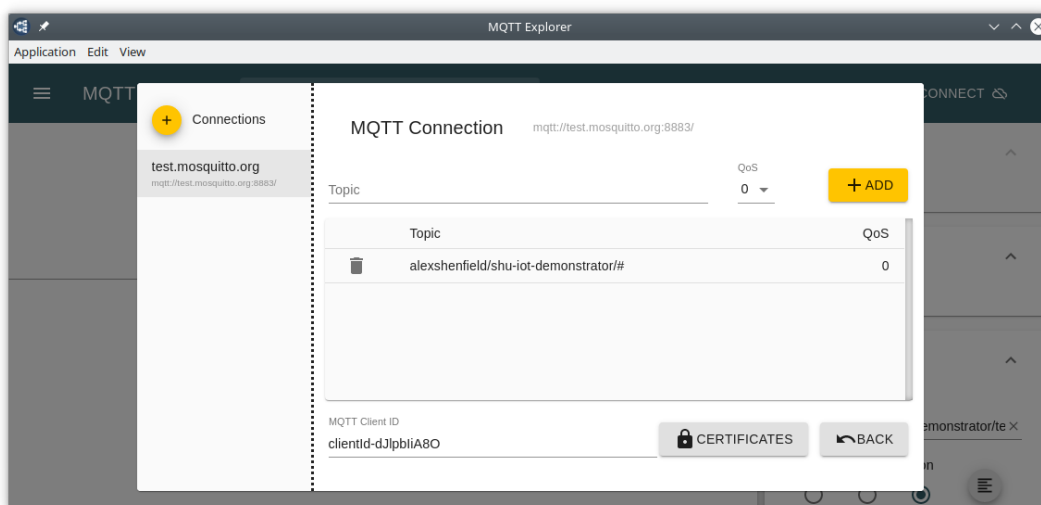 MQTT Explorer
Application Edit View
MQTT
CONNECT
Connections
test.mosquitto.org
mqtt://test.mosquitto.org:8883/
MQTT Connection mqtt://test.mosquitto.org:8883/
Topic
QoS
0
+ ADD
Topic QoS
alexshenfield/shu-iot-demonstrator/# 0
MQTT Client ID
clientId-dJlpbIiA8O
CERTIFICATES
BACK